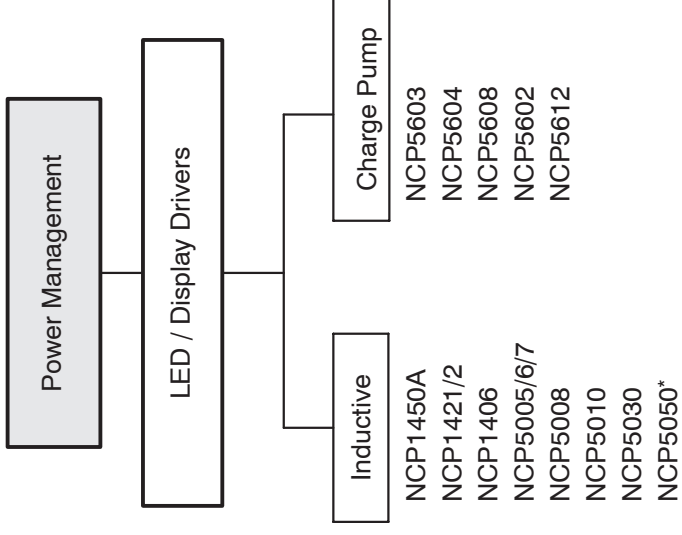 Power Management
LED / Display Drivers
Inductive
NCP1450A
NCP1421/2
NCP1406
NCP5005/6/7
NCP5008
NCP5010
NCP5030
NCP5050*
Charge Pump
NCP5603
NCP5604
NCP5608
NCP5602
NCP5612